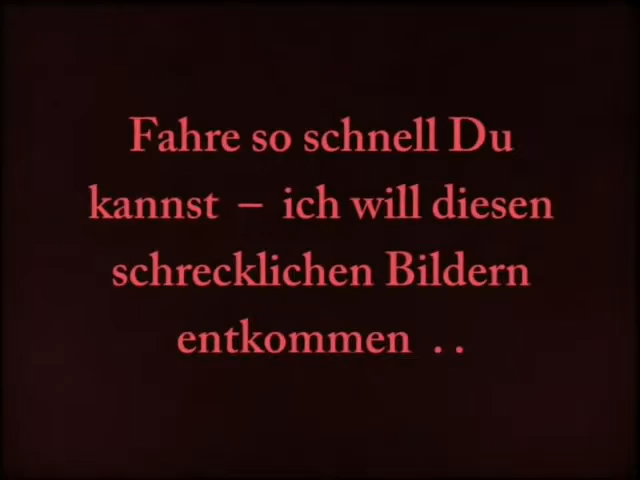 Fahre so schnell Du
kannst – ich will diesen
schrecklichen Bildern
entkommen . .